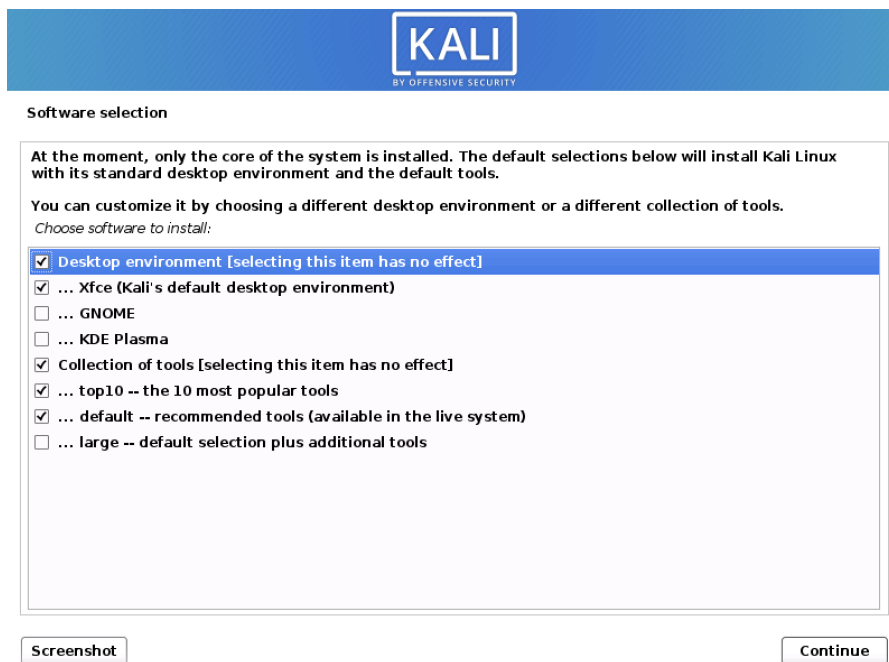 KALI
BY OFFENSIVE SECURITY
Software selection
At the moment, only the core of the system is installed. The default selections below will install Kali Linux
with its standard desktop environment and the default tools.
You can customize it by choosing a different desktop environment or a different collection of tools.
Choose software to install:
Desktop environment [selecting this item has no effect]
... Xfce (Kali's default desktop environment)
... GNOME
... KDE Plasma
Collection of tools [selecting this item has no effect]
... top10 -- the 10 most popular tools
... default -- recommended tools (available in the live system)
... large -- default selection plus additional tools
Screenshot
Continue